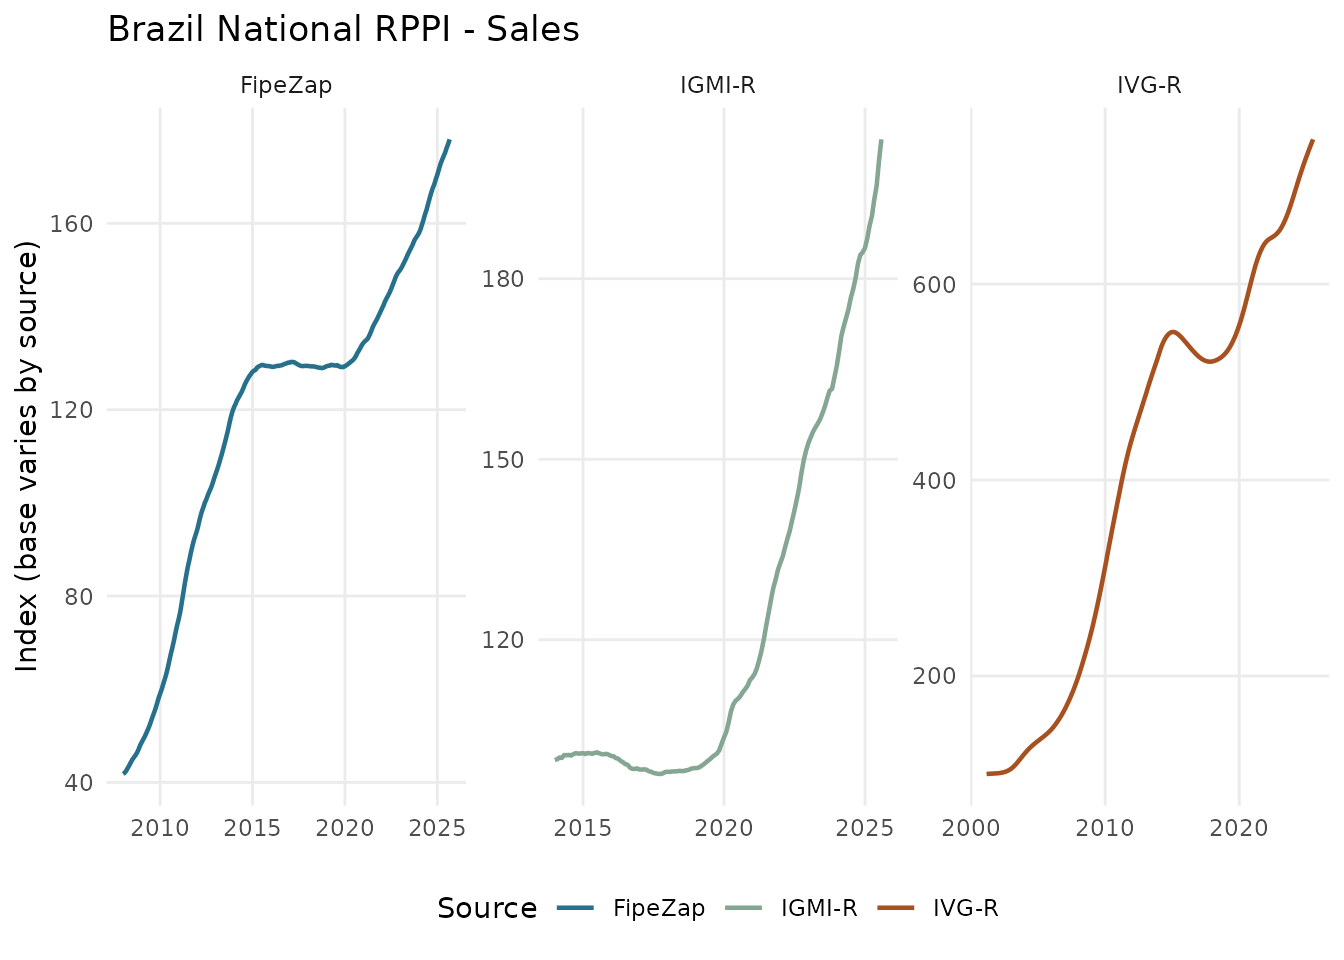 Brazil National RPPI - Sales
FipeZap
IGMI-R
IVG-R
Index (base varies by source)
160
120
80
40
2010
2015
2020
2025
180
150
120
2015
2020
2025
600
400
200
2000
2010
2020
Source
FipeZap
IGMI-R
IVG-R